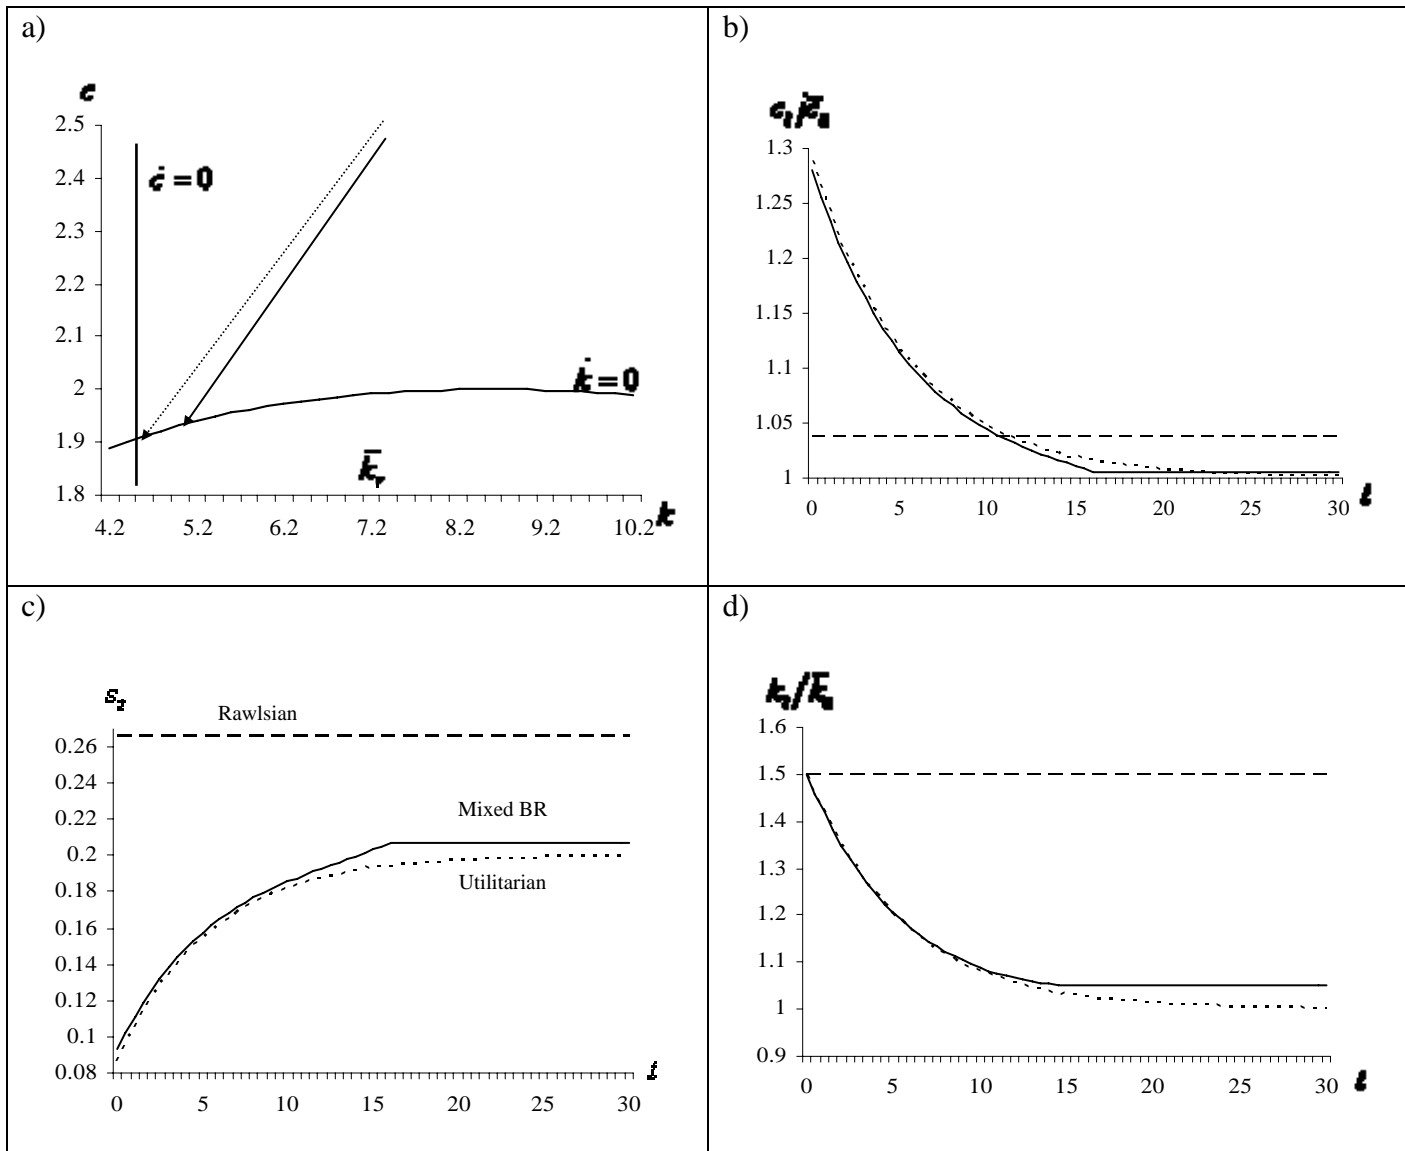 a)
c
2.5
2.4
2.3
2.2
2.1
2
1.9
1.8
ċ = 0
k̇ = 0
k̄r
4.2 5.2 6.2 7.2 8.2 9.2 10.2 k
b)
1.3
1.25
1.2
1.15
1.1
1.05
1
0 5 10 15 20 25 30 t
c)
0.26
0.24
0.22
0.2
0.18
0.16
0.14
0.12
0.1
0.08
sₜ
Rawlsian
Mixed BR
Utilitarian
0 5 10 15 20 25 30 t
d)
1.6
1.5
1.4
1.3
1.2
1.1
1
0.9
0 5 10 15 20 25 30 t